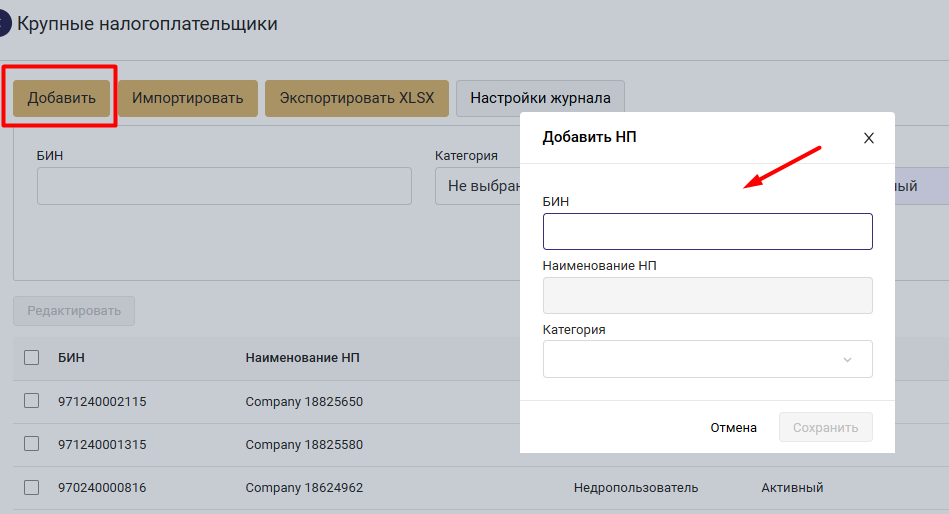 Крупные налогоплательщики
Добавить Импортировать Экспортировать XLSX Настройки журнала
БИН Категория
Не выбран ный
Добавить НП
БИН
Наименование НП
Категория
Отмена Сохранить
Редактировать
БИН Наименование НП
971240002115 Company 18825650
971240001315 Company 18825580
970240000816 Company 18624962 Недропользователь Активный